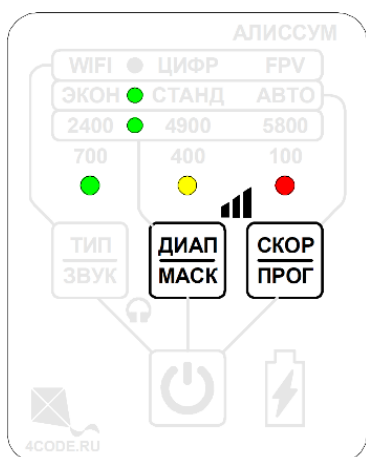 АЛИССУМ
WIFI ЦИФР FPV
ЭКОН СТАНД АВТО
2400 4900 5800
700 400 100
ТИП ДИАП СКОР
ЗВУК МАСК ПРОГ
4CODE.RU